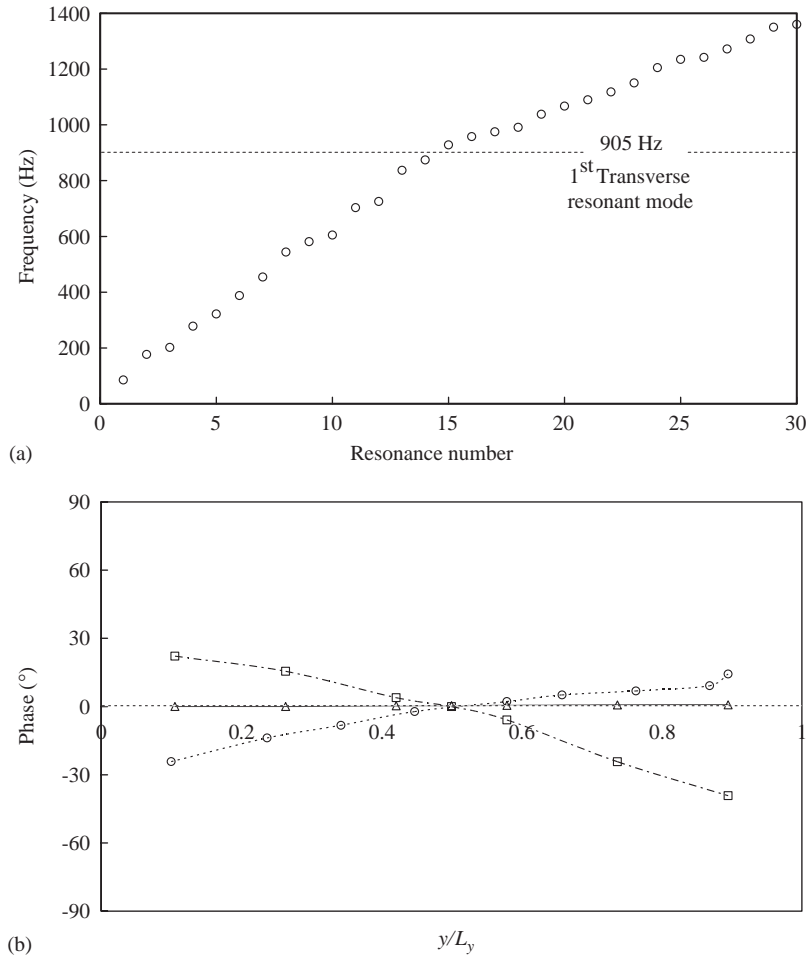 1400
1200
1000
800
600
400
200
0
Frequency (Hz)
905 Hz
1st Transverse
resonant mode
0 5 10 15 20 25 30
(a) Resonance number
90
60
30
0
-30
-60
-90
Phase (°)
0.2 0.4 0.6 0.8 1
(b) y/Ly